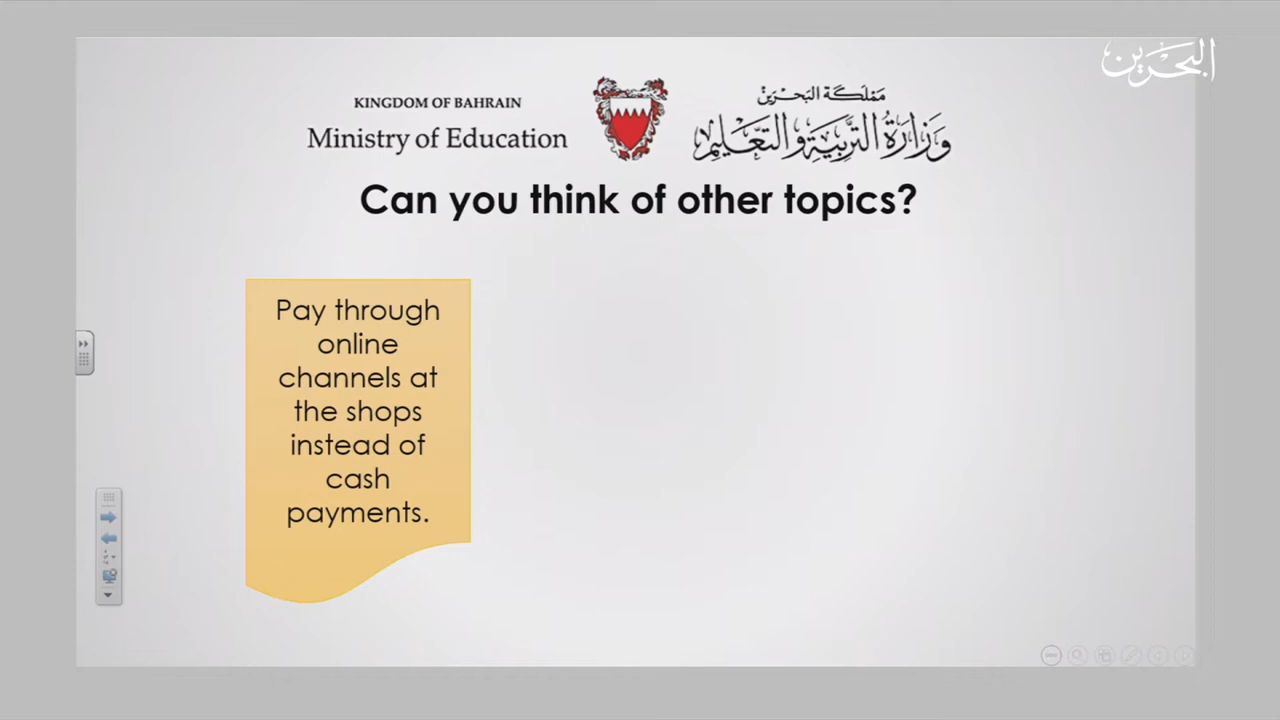 البحرين
KINGDOM OF BAHRAIN
Ministry of Education
مملكة البحرين
وزارة التربية والتعليم
Can you think of other topics?
Pay through
online
channels at
the shops
instead of
cash
payments.